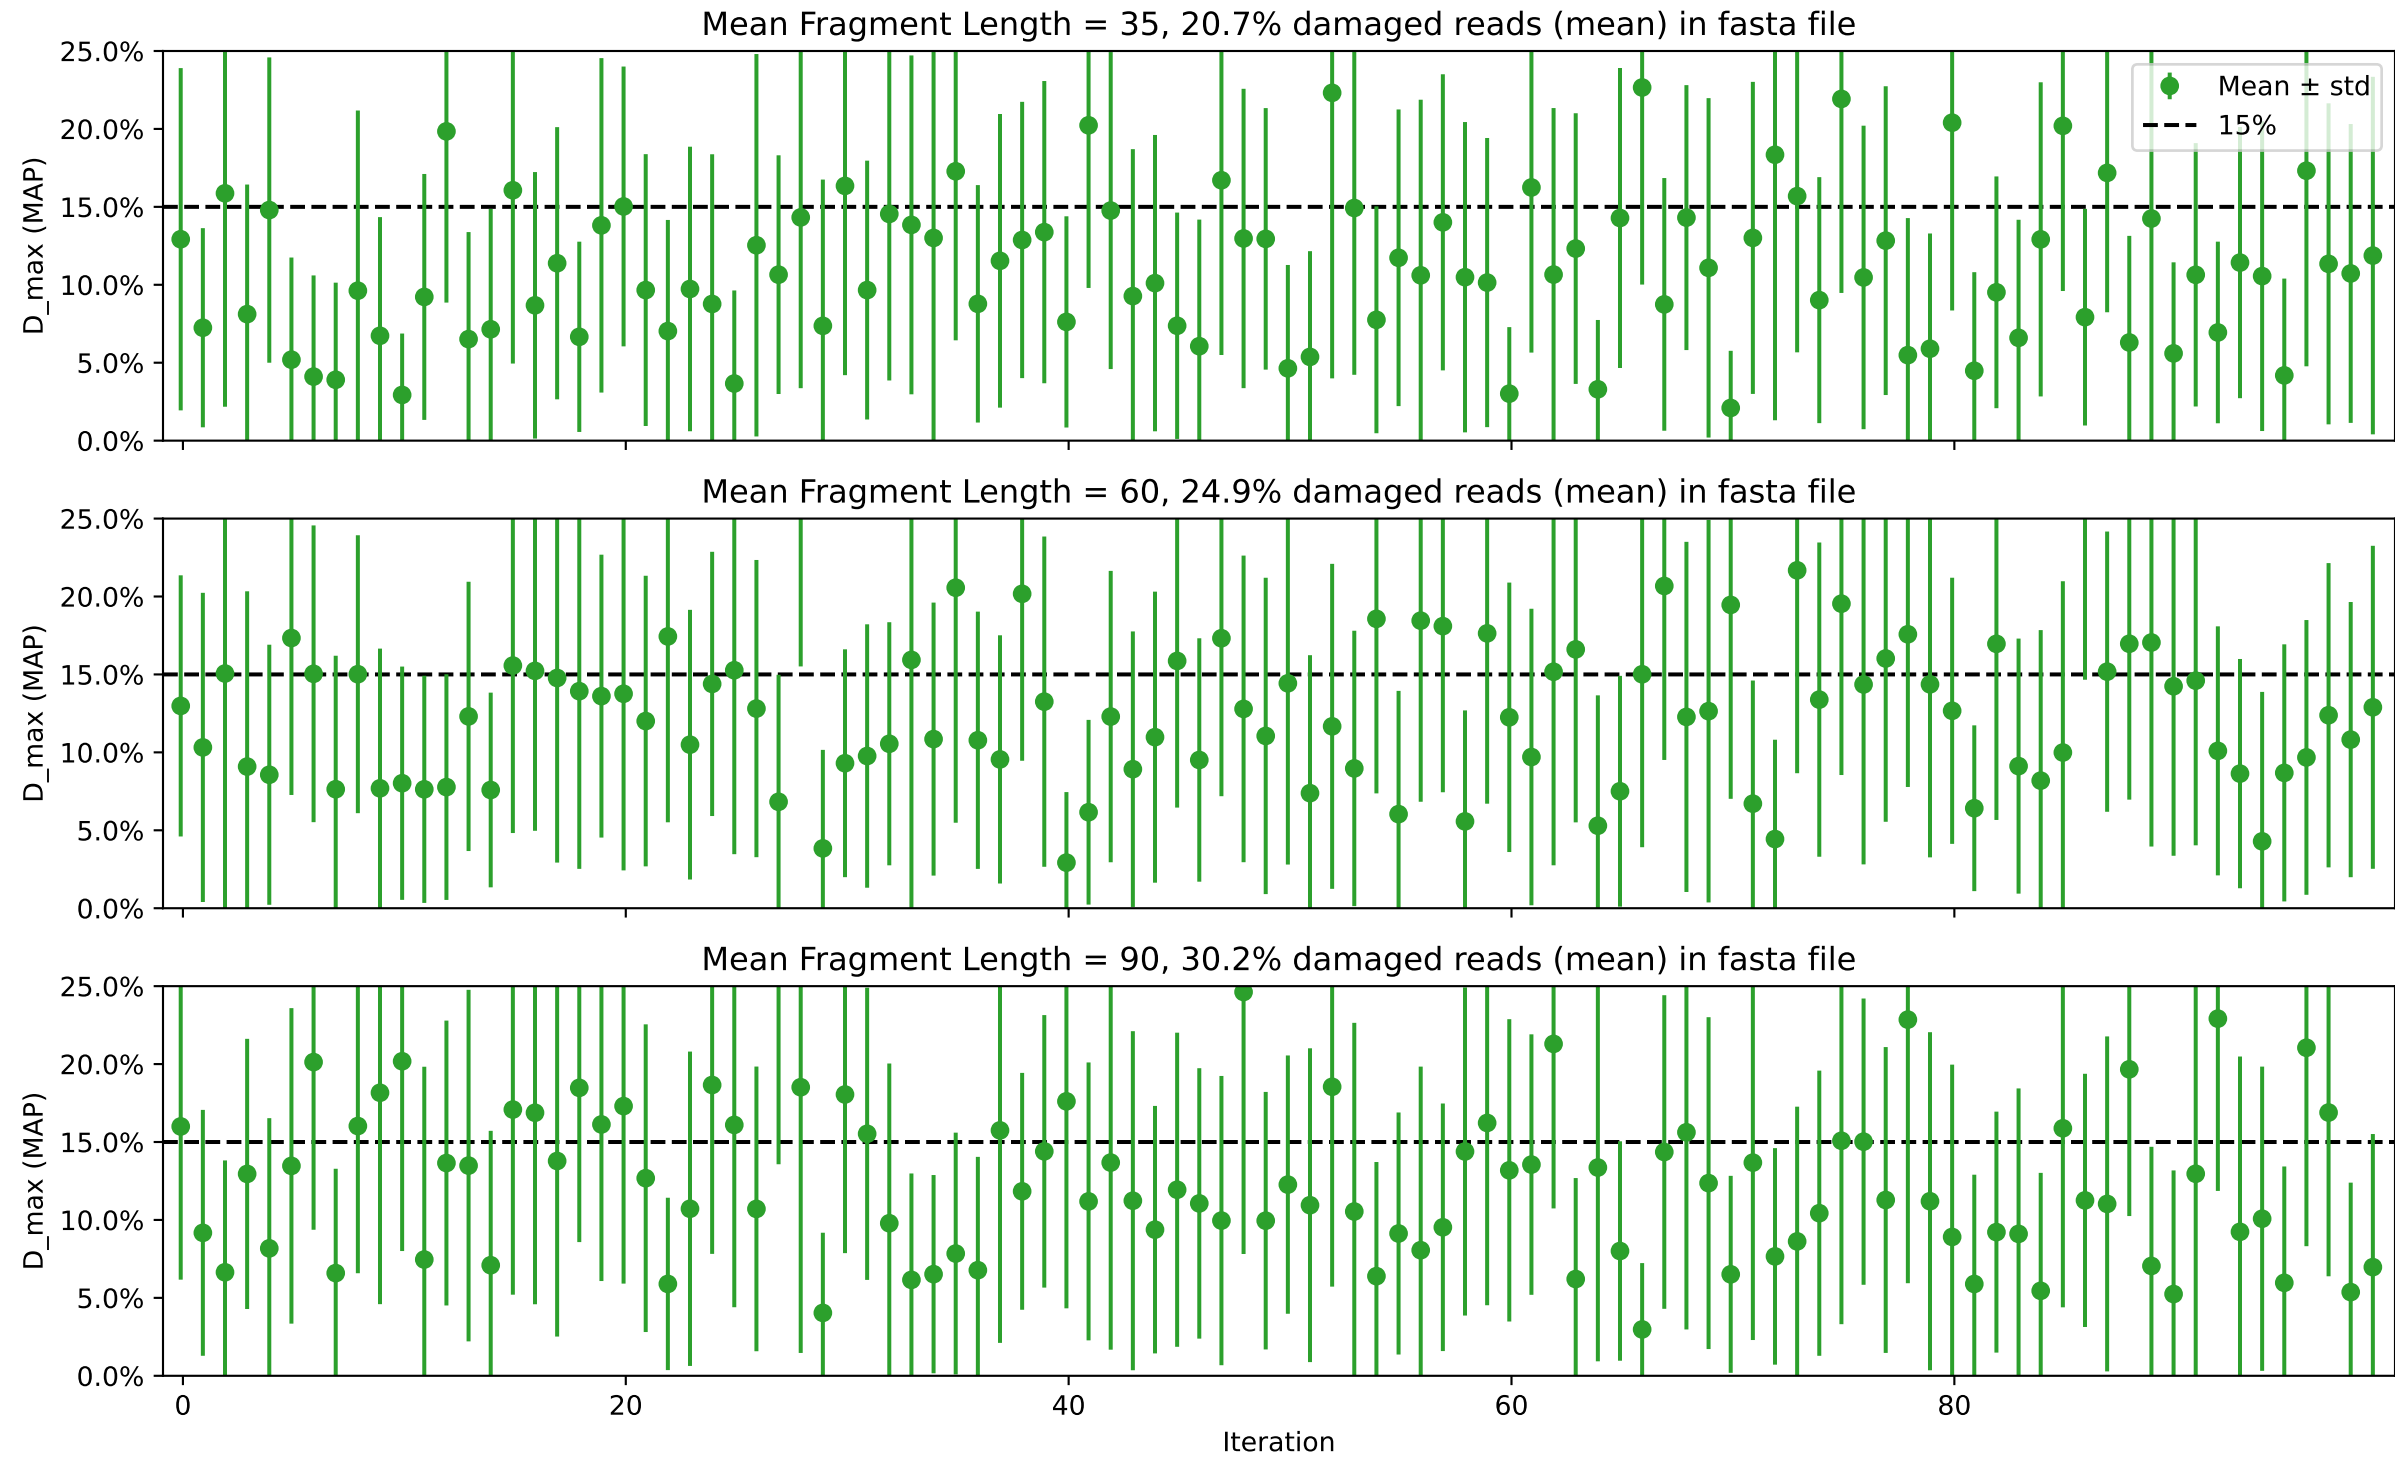 Mean Fragment Length = 35, 20.7% damaged reads (mean) in fasta file
25.0%
20.0%
15.0%
10.0%
5.0%
0.0%
D_max (MAP)
Mean ± std
15%
Mean Fragment Length = 60, 24.9% damaged reads (mean) in fasta file
25.0%
20.0%
15.0%
10.0%
5.0%
0.0%
D_max (MAP)
Mean Fragment Length = 90, 30.2% damaged reads (mean) in fasta file
25.0%
20.0%
15.0%
10.0%
5.0%
0.0%
D_max (MAP)
0 20 40 60 80
Iteration